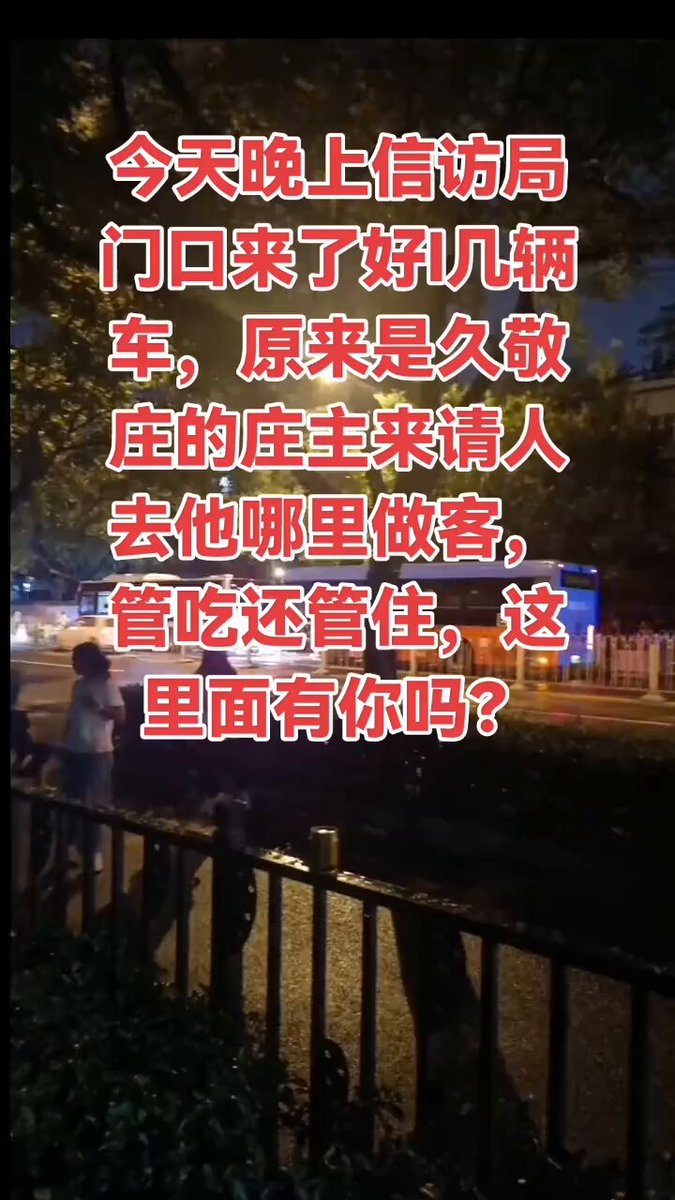 今天晚上信访局
门口来了好I几辆
车，原来是久敬
庄的庄主来请人
去他哪里做客，
管吃还管住，这
里面有你吗？